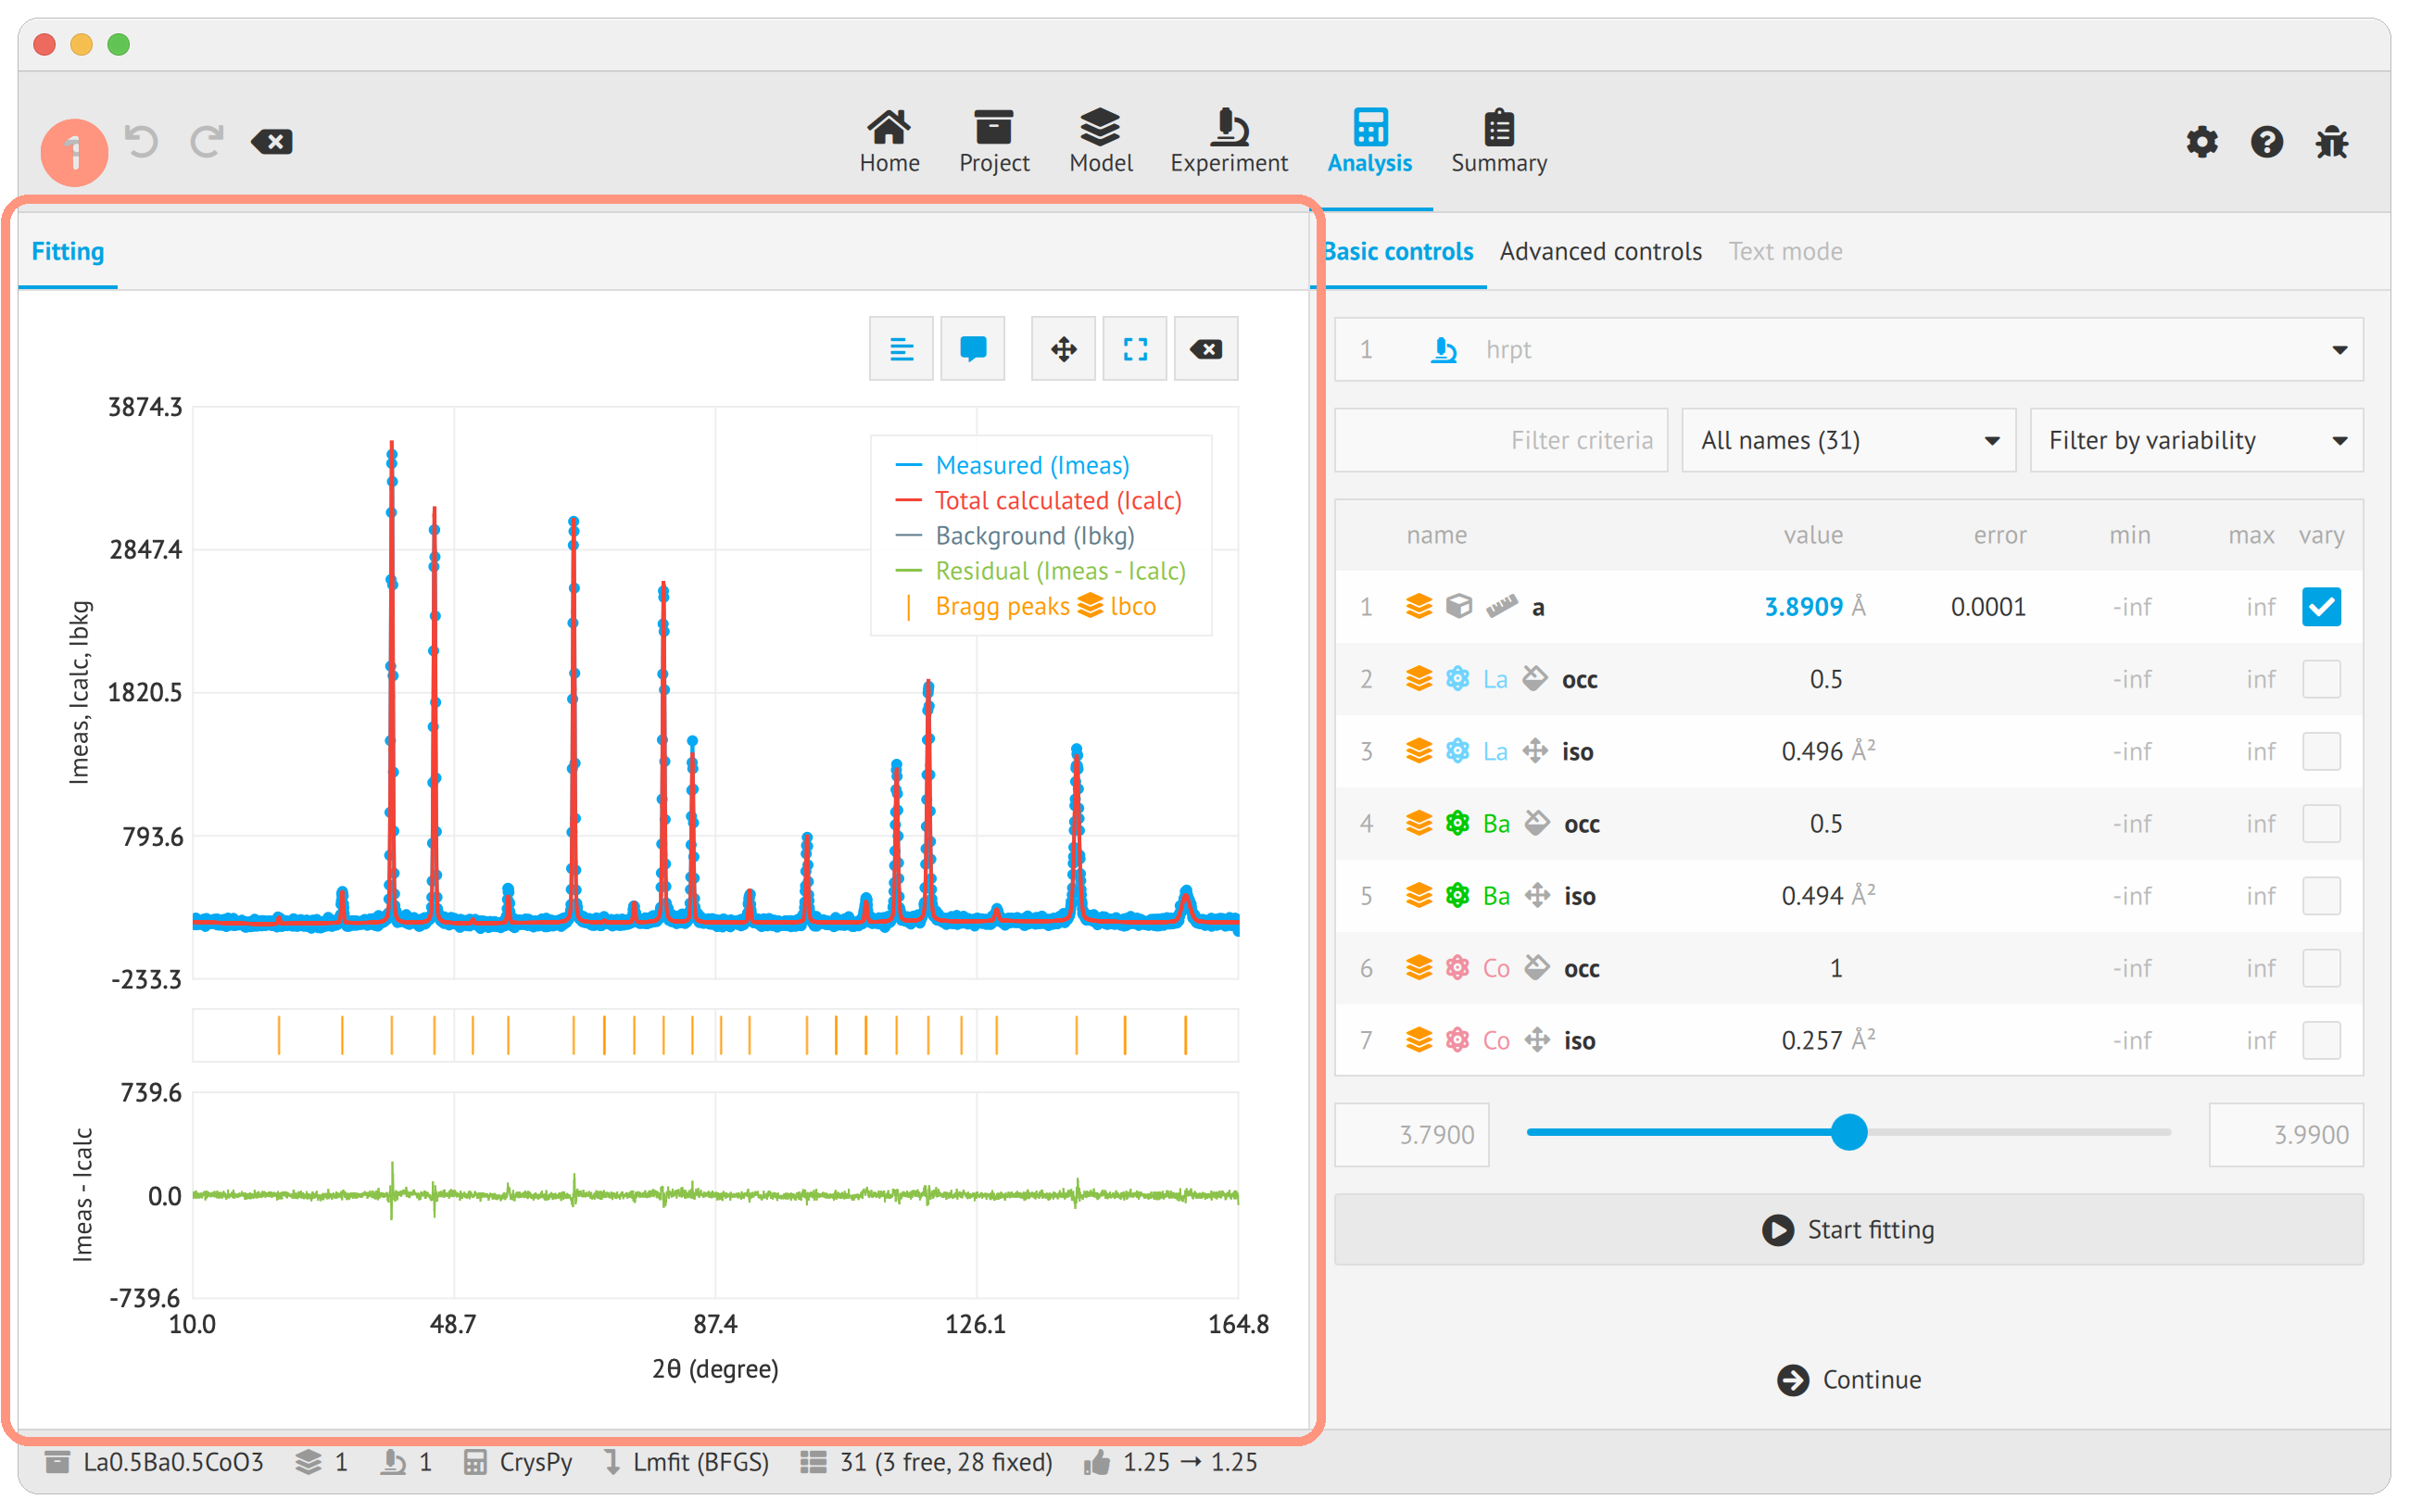 1
Home Project Model Experiment Analysis Summary
Fitting
Basic controls Advanced controls Text mode
1 hrpt
Filter criteria All names (31) Filter by variability
3874.3
2847.4
1820.5
793.6
-233.3
Imeas, Icalc, Ibkg
Measured (Imeas)
Total calculated (Icalc)
Background (Ibkg)
Residual (Imeas - Icalc)
Bragg peaks lbco
739.6
0.0
-739.6
Imeas - Icalc
10.0 48.7 87.4 126.1 164.8
2θ (degree)
name value error min max vary
1 a 3.8909 Å 0.0001 -inf inf
2 La occ 0.5 -inf inf
3 La iso 0.496 Å² -inf inf
4 Ba occ 0.5 -inf inf
5 Ba iso 0.494 Å² -inf inf
6 Co occ 1 -inf inf
7 Co iso 0.257 Å² -inf inf
3.7900 3.9900
Start fitting
Continue
La0.5Ba0.5CoO3 1 1 CrysPy Lmfit (BFGS) 31 (3 free, 28 fixed) 1.25 → 1.25